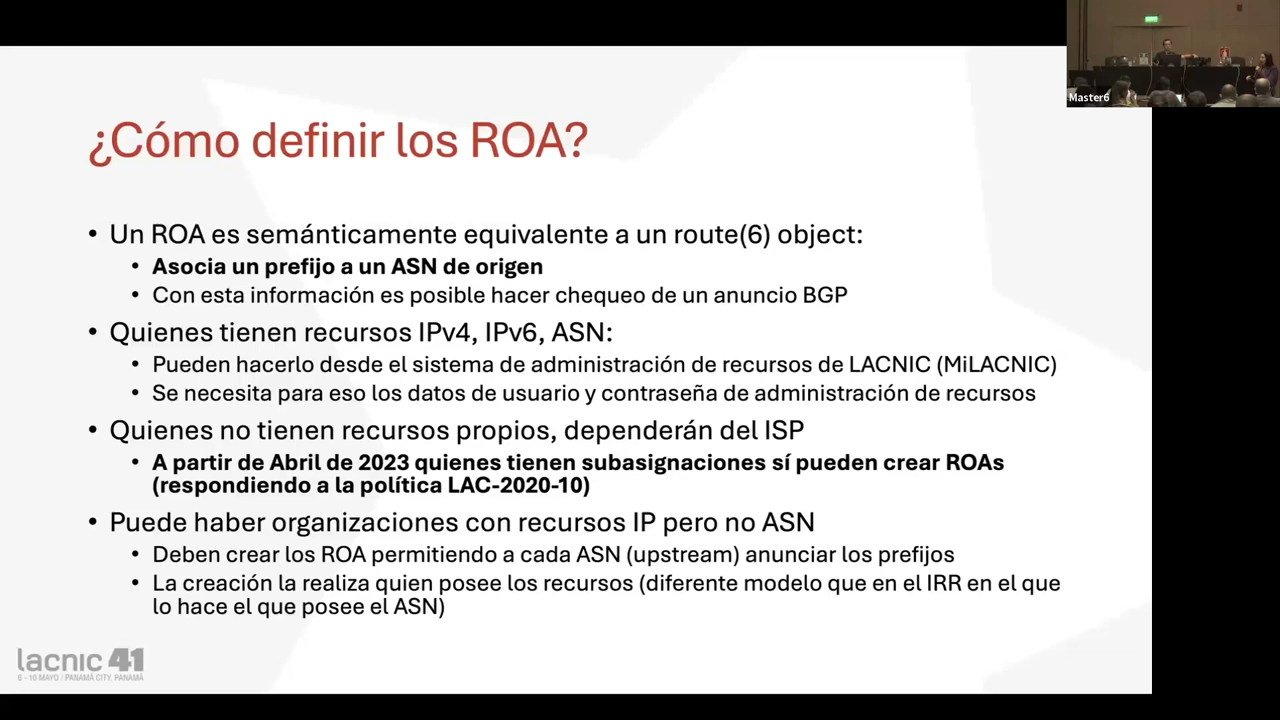 Master6
¿Cómo definir los ROA?
• Un ROA es semánticamente equivalente a un route(6) object:
• Asocia un prefijo a un ASN de origen
• Con esta información es posible hacer chequeo de un anuncio BGP
• Quienes tienen recursos IPv4, IPv6, ASN:
• Pueden hacerlo desde el sistema de administración de recursos de LACNIC (MiLACNIC)
• Se necesita para eso los datos de usuario y contraseña de administración de recursos
• Quienes no tienen recursos propios, dependerán del ISP
• A partir de Abril de 2023 quienes tienen subasignaciones sí pueden crear ROAs
(respondiendo a la política LAC-2020-10)
• Puede haber organizaciones con recursos IP pero no ASN
• Deben crear los ROA permitiendo a cada ASN (upstream) anunciar los prefijos
• La creación la realiza quien posee los recursos (diferente modelo que en el IRR en el que
lo hace el que posee el ASN)
lacnic 41
6 - 10 MAYO / PANAMÁ CITY. PANAMÁ